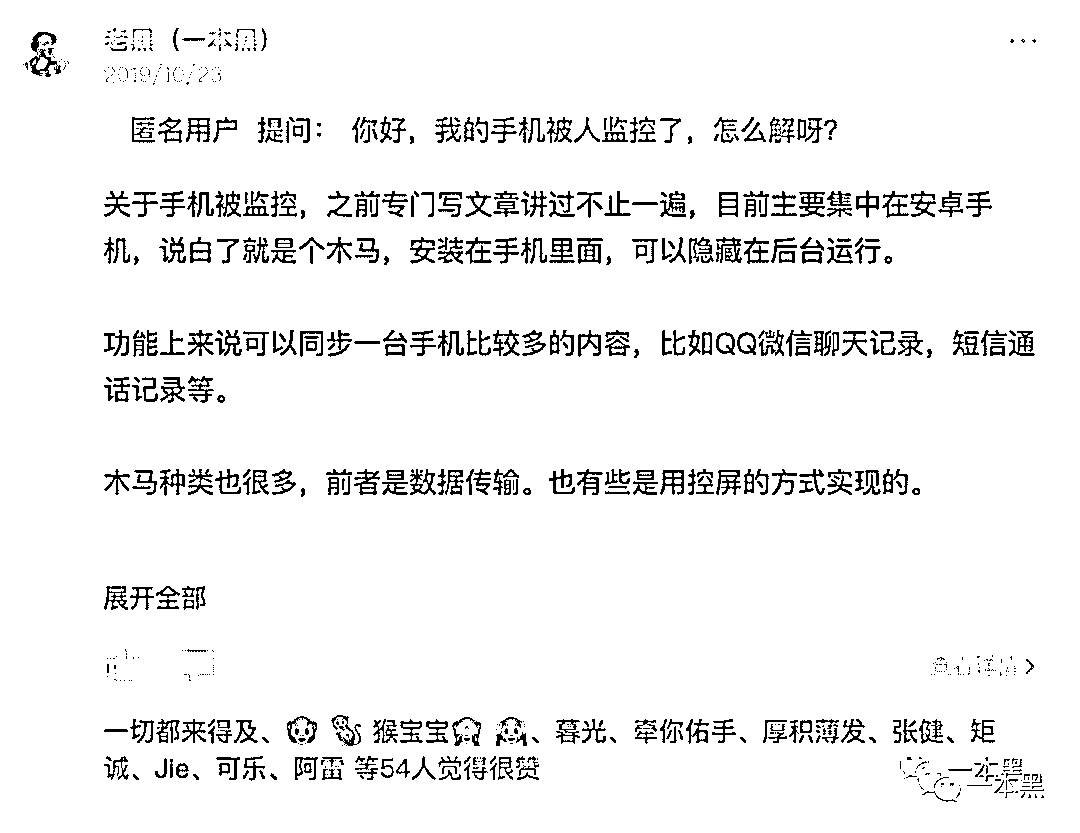 老黑（一本黑）
2019/10/23
匿名用户 提问： 你好，我的手机被人监控了，怎么解呀？
关于手机被监控，之前专门写文章讲过不止一遍，目前主要集中在安卓手
机，说白了就是个木马，安装在手机里面，可以隐藏在后台运行。
功能上来说可以同步一台手机比较多的内容，比如QQ微信聊天记录，短信通
话记录等。
木马种类也很多，前者是数据传输。也有些是用控屏的方式实现的。
展开全部
查看详情
一切都来得及、🐵 🐒 猴宝宝🙈 🙈、暮光、牵你佑手、厚积薄发、张健、矩
诚、Jie、可乐、阿雷 等54人觉得很赞
一本黑
一本黑